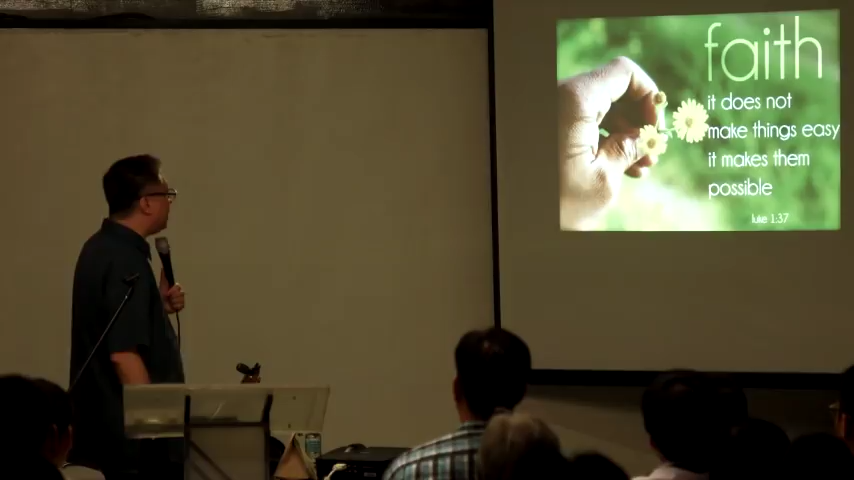 faith
it does not
make things easy
it makes them
possible
luke 1:37